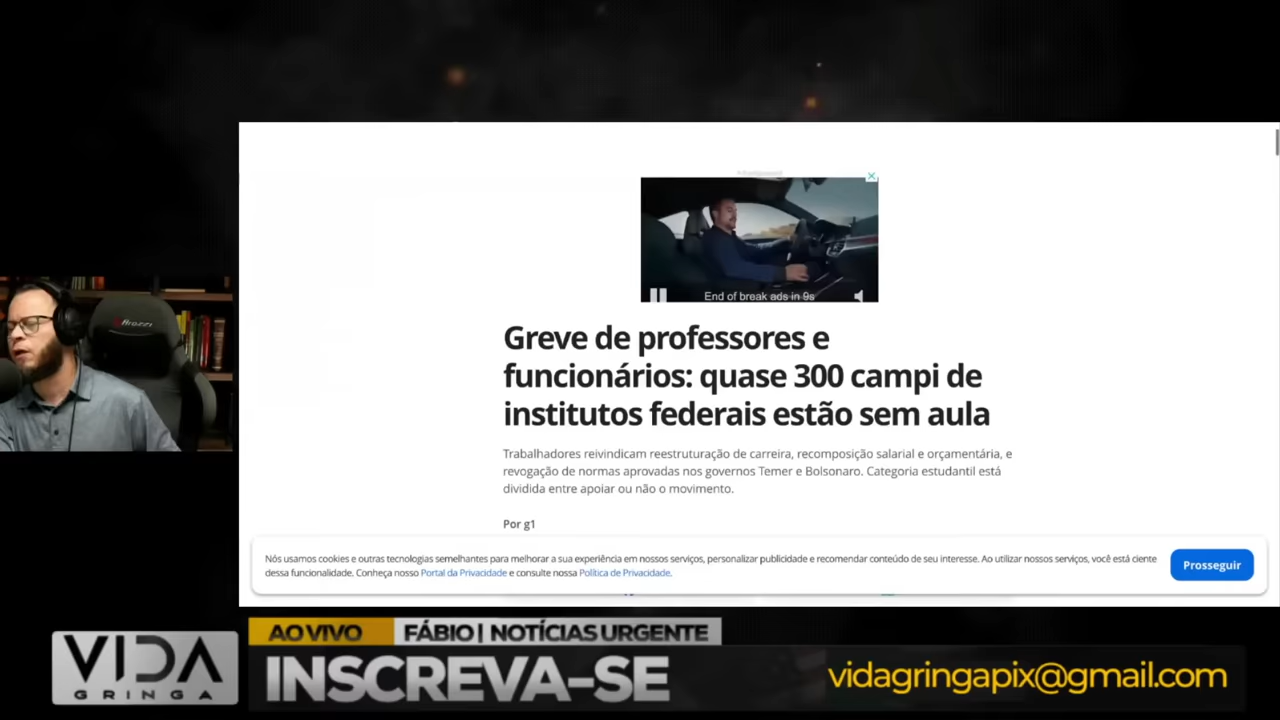 End of break ads in 9s
Greve de professores e
funcionários: quase 300 campi de
institutos federais estão sem aula
Trabalhadores reivindicam reestruturação de carreira, recomposição salarial e orçamentária, e
revogação de normas aprovadas nos governos Temer e Bolsonaro. Categoria estudantil está
dividida entre apoiar ou não o movimento.
Por g1
Nós usamos cookies e outras tecnologias semelhantes para melhorar a sua experiência em nossos serviços, personalizar publicidade e recomendar conteúdo de seu interesse. Ao utilizar nossos serviços, você está ciente
dessa funcionalidade. Conheça nosso Portal da Privacidade e consulte nossa Política de Privacidade.
Prosseguir
AROZZI
VIDA
GRINGA
AO VIVO
FÁBIO | NOTÍCIAS URGENTE
INSCREVA-SE
vidagringapix@gmail.com